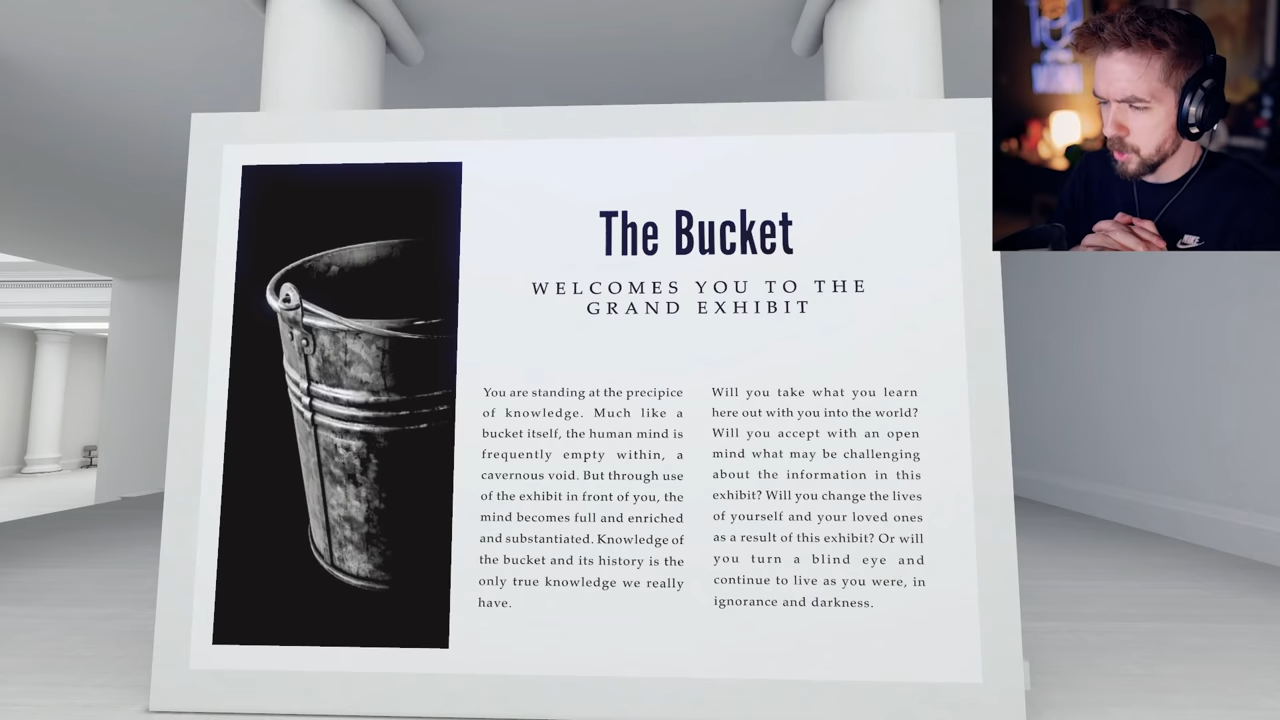 The Bucket
WELCOMES YOU TO THE
GRAND EXHIBIT
You are standing at the precipice
of knowledge. Much like a
bucket itself, the human mind is
frequently empty within, a
cavernous void. But through use
of the exhibit in front of you, the
mind becomes full and enriched
and substantiated. Knowledge of
the bucket and its history is the
only true knowledge we really
have.
Will you take what you learn
here out with you into the world?
Will you accept with an open
mind what may be challenging
about the information in this
exhibit? Will you change the lives
of yourself and your loved ones
as a result of this exhibit? Or will
you turn a blind eye and
continue to live as you were, in
ignorance and darkness.
NIKE